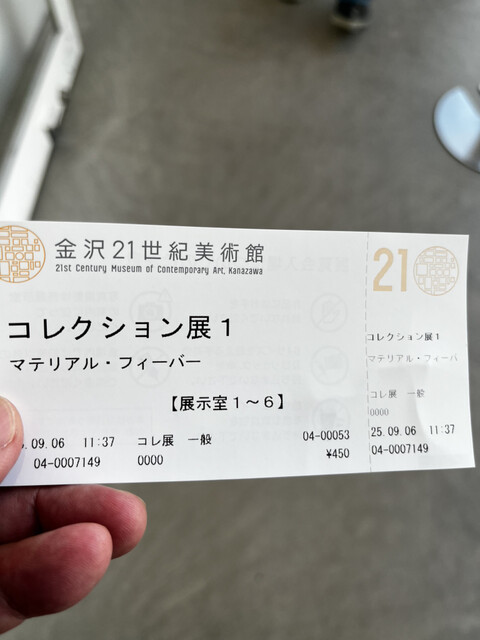 金沢21世紀美術館
21st Century Museum of Contemporary Art, Kanazawa
コレクション展1
マテリアル・フィーバー
【展示室1~6】
.09.06 11:37 コレ展 一般 04-00053
04-0007149 0000 ¥450
21
コレクション展1
マテリアル・フィーバ
コレ展 一般
0000
25.09.06 11:37
04-0007149